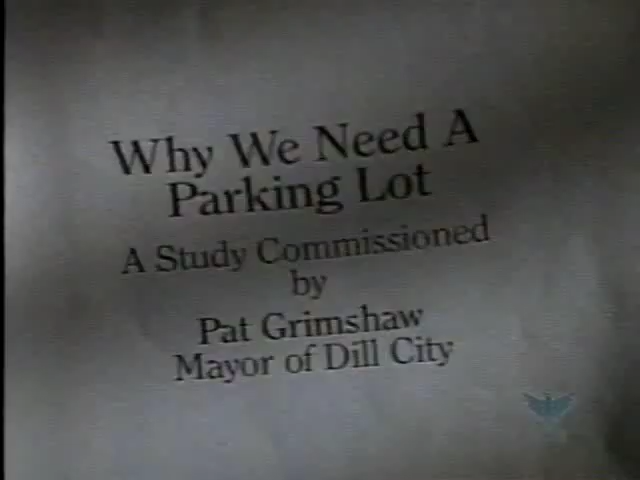 Why We Need A
Parking Lot
A Study Commissioned
by
Pat Grimshaw
Mayor of Dill City